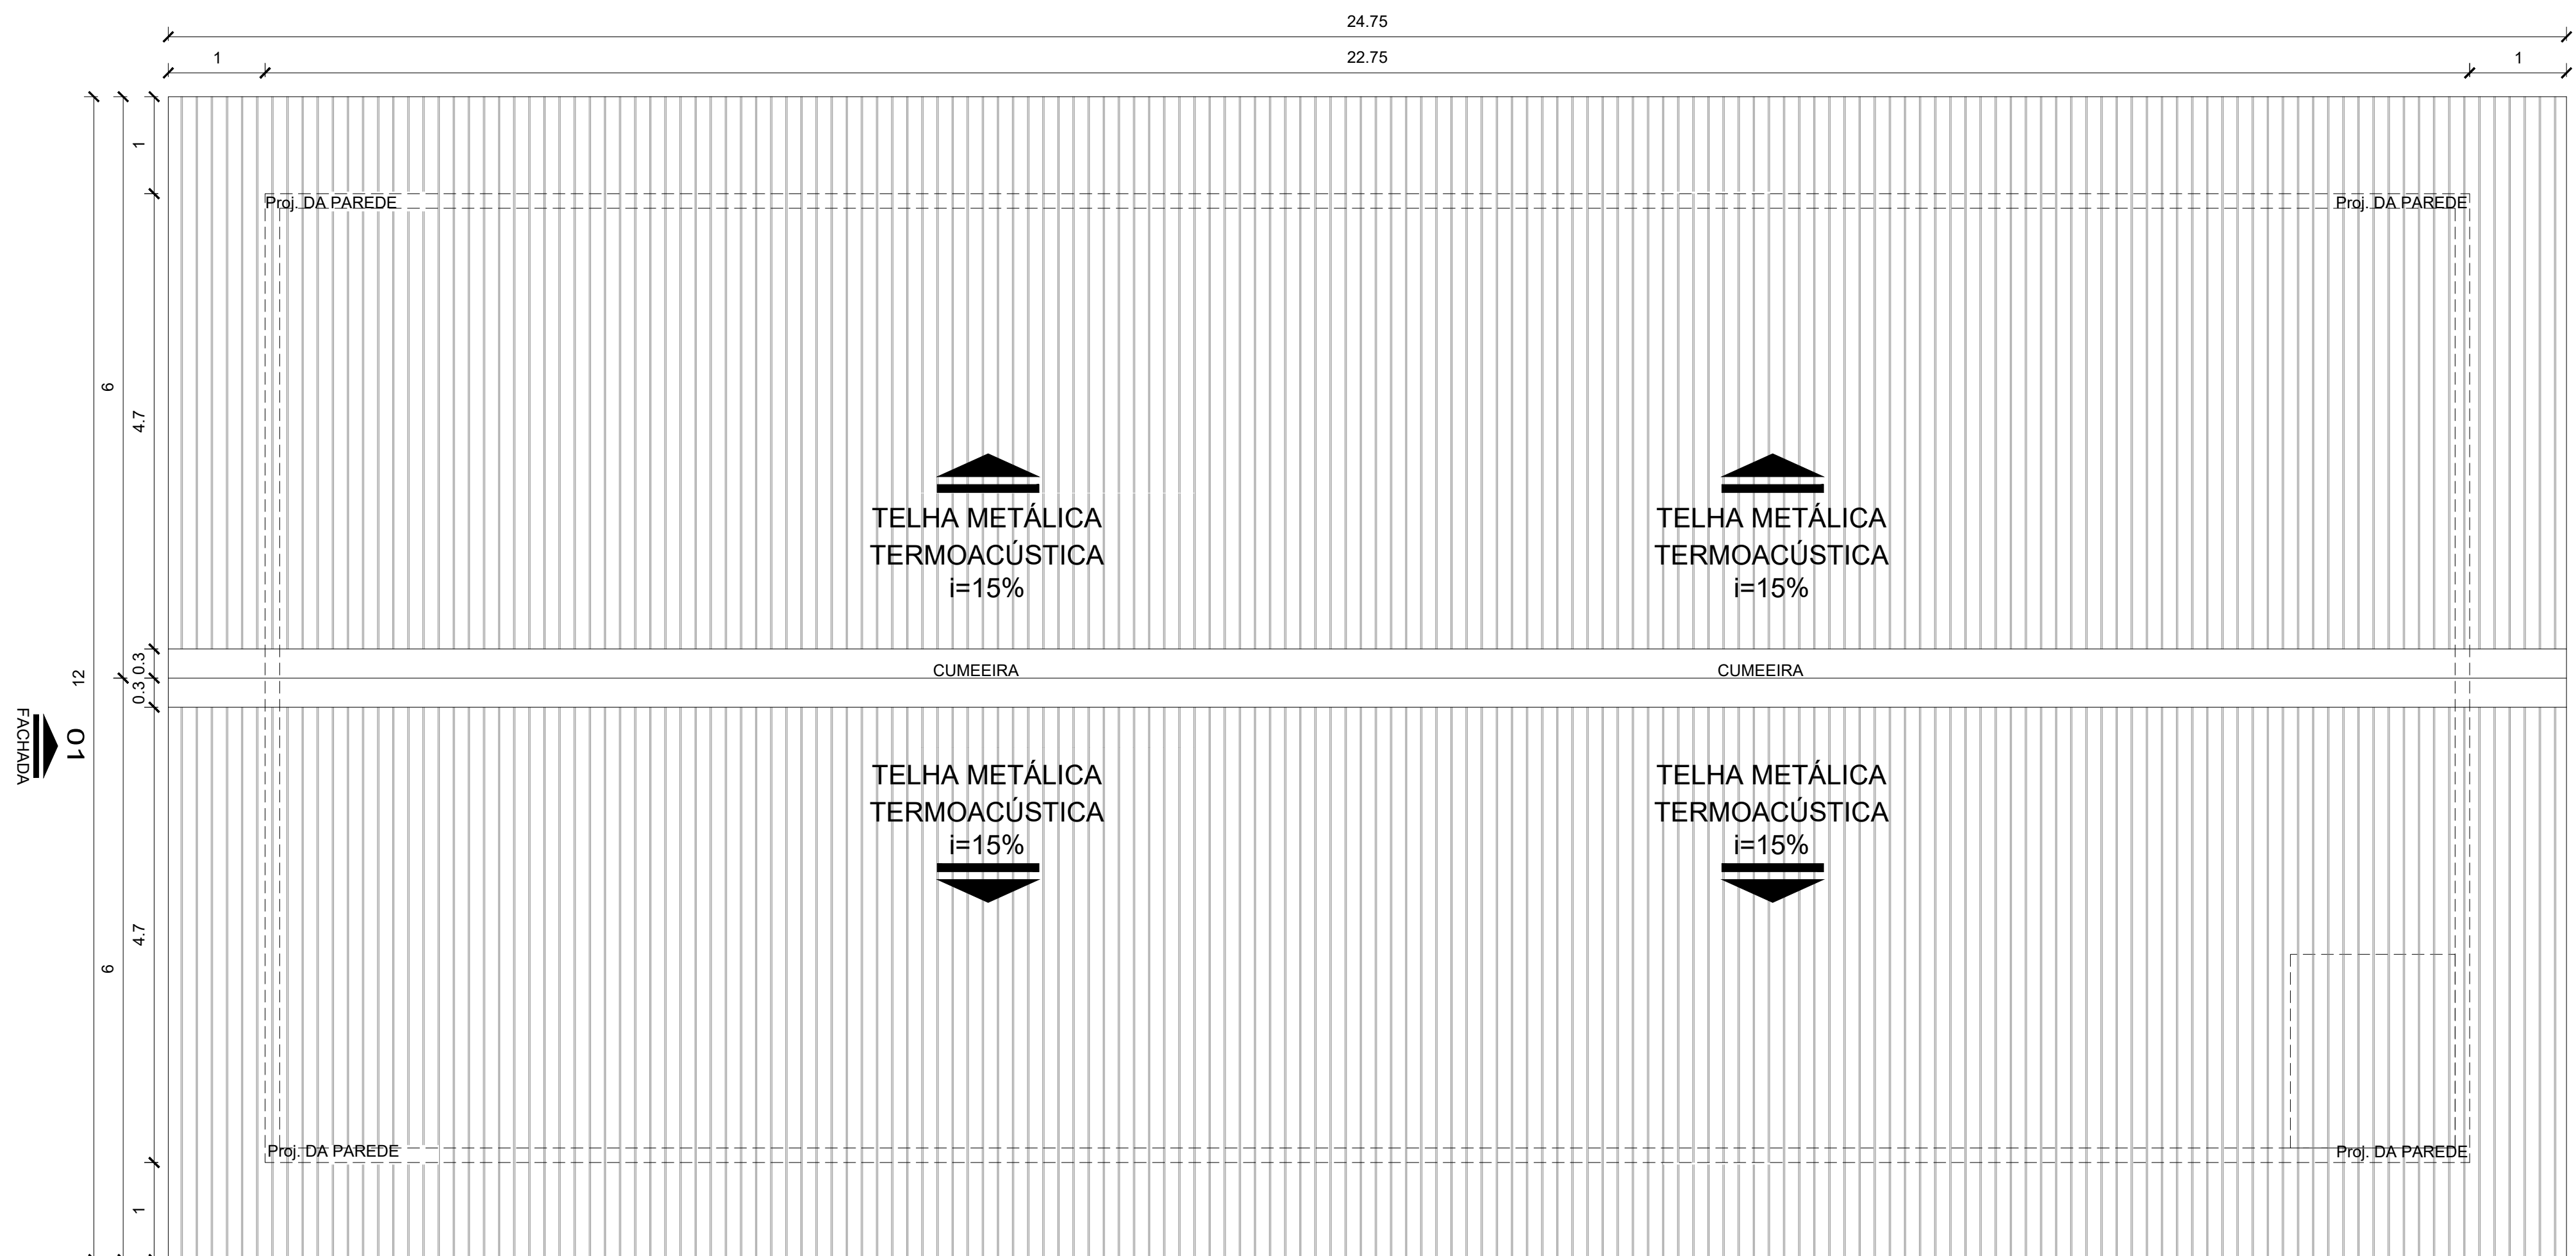 24.75
1
22.75
1
1
6
4.7
0.3
0.3
12
4.7
6
1
Proj. DA PAREDE
Proj. DA PAREDE
TELHA METÁLICA
TERMOACÚSTICA
i=15%
TELHA METÁLICA
TERMOACÚSTICA
i=15%
CUMEEIRA
CUMEEIRA
01
FACHADA
TELHA METÁLICA
TERMOACÚSTICA
i=15%
TELHA METÁLICA
TERMOACÚSTICA
i=15%
Proj. DA PAREDE
Proj. DA PAREDE